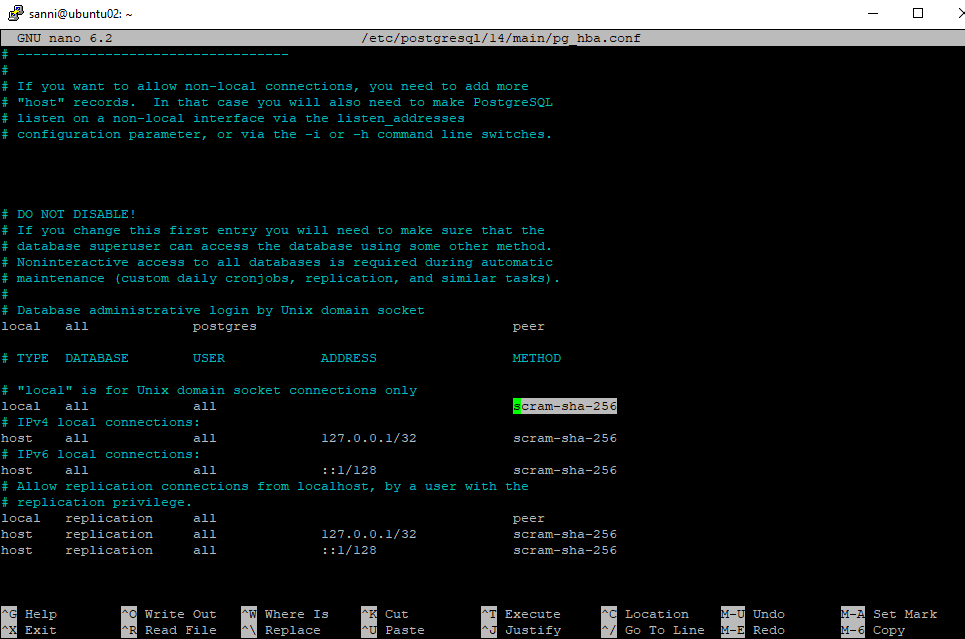 sanni@ubuntu02: ~
GNU nano 6.2 /etc/postgresql/14/main/pg_hba.conf
# ----------------------------------
#
# If you want to allow non-local connections, you need to add more
# "host" records.  In that case you will also need to make PostgreSQL
# listen on a non-local interface via the listen_addresses
# configuration parameter, or via the -i or -h command line switches.
# DO NOT DISABLE!
# If you change this first entry you will need to make sure that the
# database superuser can access the database using some other method.
# Noninteractive access to all databases is required during automatic
# maintenance (custom daily cronjobs, replication, and similar tasks).
#
# Database administrative login by Unix domain socket
local   all             postgres                                peer
# TYPE  DATABASE        USER            ADDRESS                 METHOD
# "local" is for Unix domain socket connections only
local   all             all                                     scram-sha-256
# IPv4 local connections:
host    all             all             127.0.0.1/32            scram-sha-256
# IPv6 local connections:
host    all             all             ::1/128                 scram-sha-256
# Allow replication connections from localhost, by a user with the
# replication privilege.
local   replication     all                                     peer
host    replication     all             127.0.0.1/32            scram-sha-256
host    replication     all             ::1/128                 scram-sha-256
^G Help ^O Write Out ^W Where Is ^K Cut ^T Execute ^C Location M-U Undo M-A Set Mark
^X Exit ^R Read File ^\ Replace ^U Paste ^J Justify ^/ Go To Line M-E Redo M-6 Copy